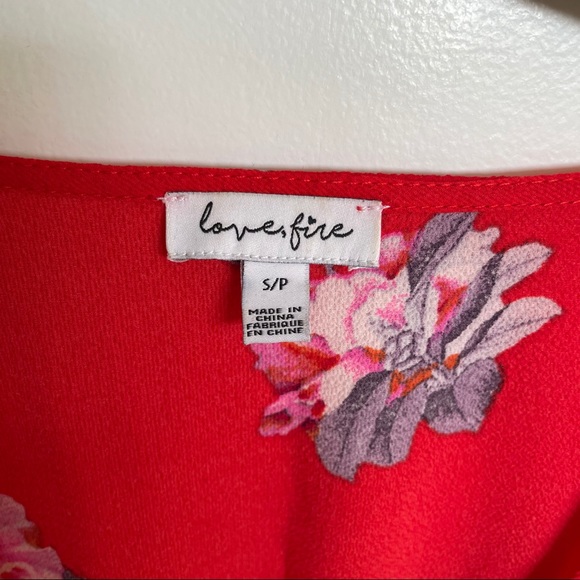 love, fire
S/P
MADE IN
CHINA
FABRIQUE
EN CHINE